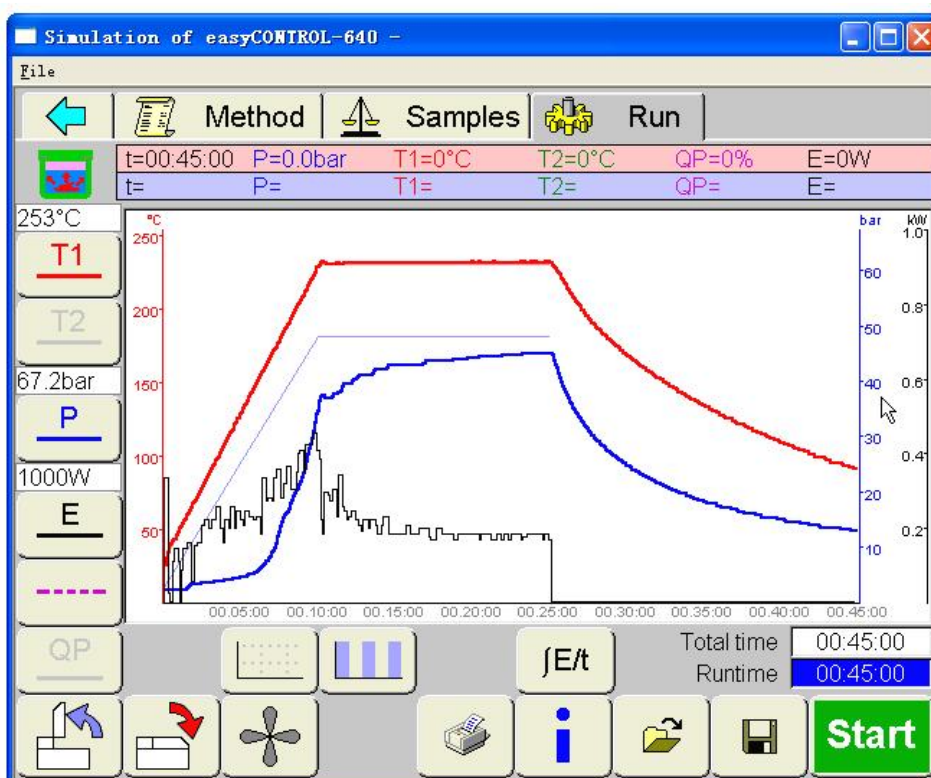 Simulation of easyCONTROL-640 -
File
Method Samples Run
t=00:45:00 P=0.0bar T1=0°C T2=0°C QP=0% E=0W
t= P= T1= T2= QP= E=
253°C
T1
T2
67.2bar
P
1000W
E
QP
°C
250
200
150
100
50
bar
60
50
40
30
20
10
kW
1.0
0.8
0.6
0.4
0.2
00.05:00 00.10:00 00.15:00 00.20:00 00.25:00 00.30:00 00.35:00 00.40:00 00.45:00
∫E/t
Total time 00:45:00
Runtime 00:45:00
Start